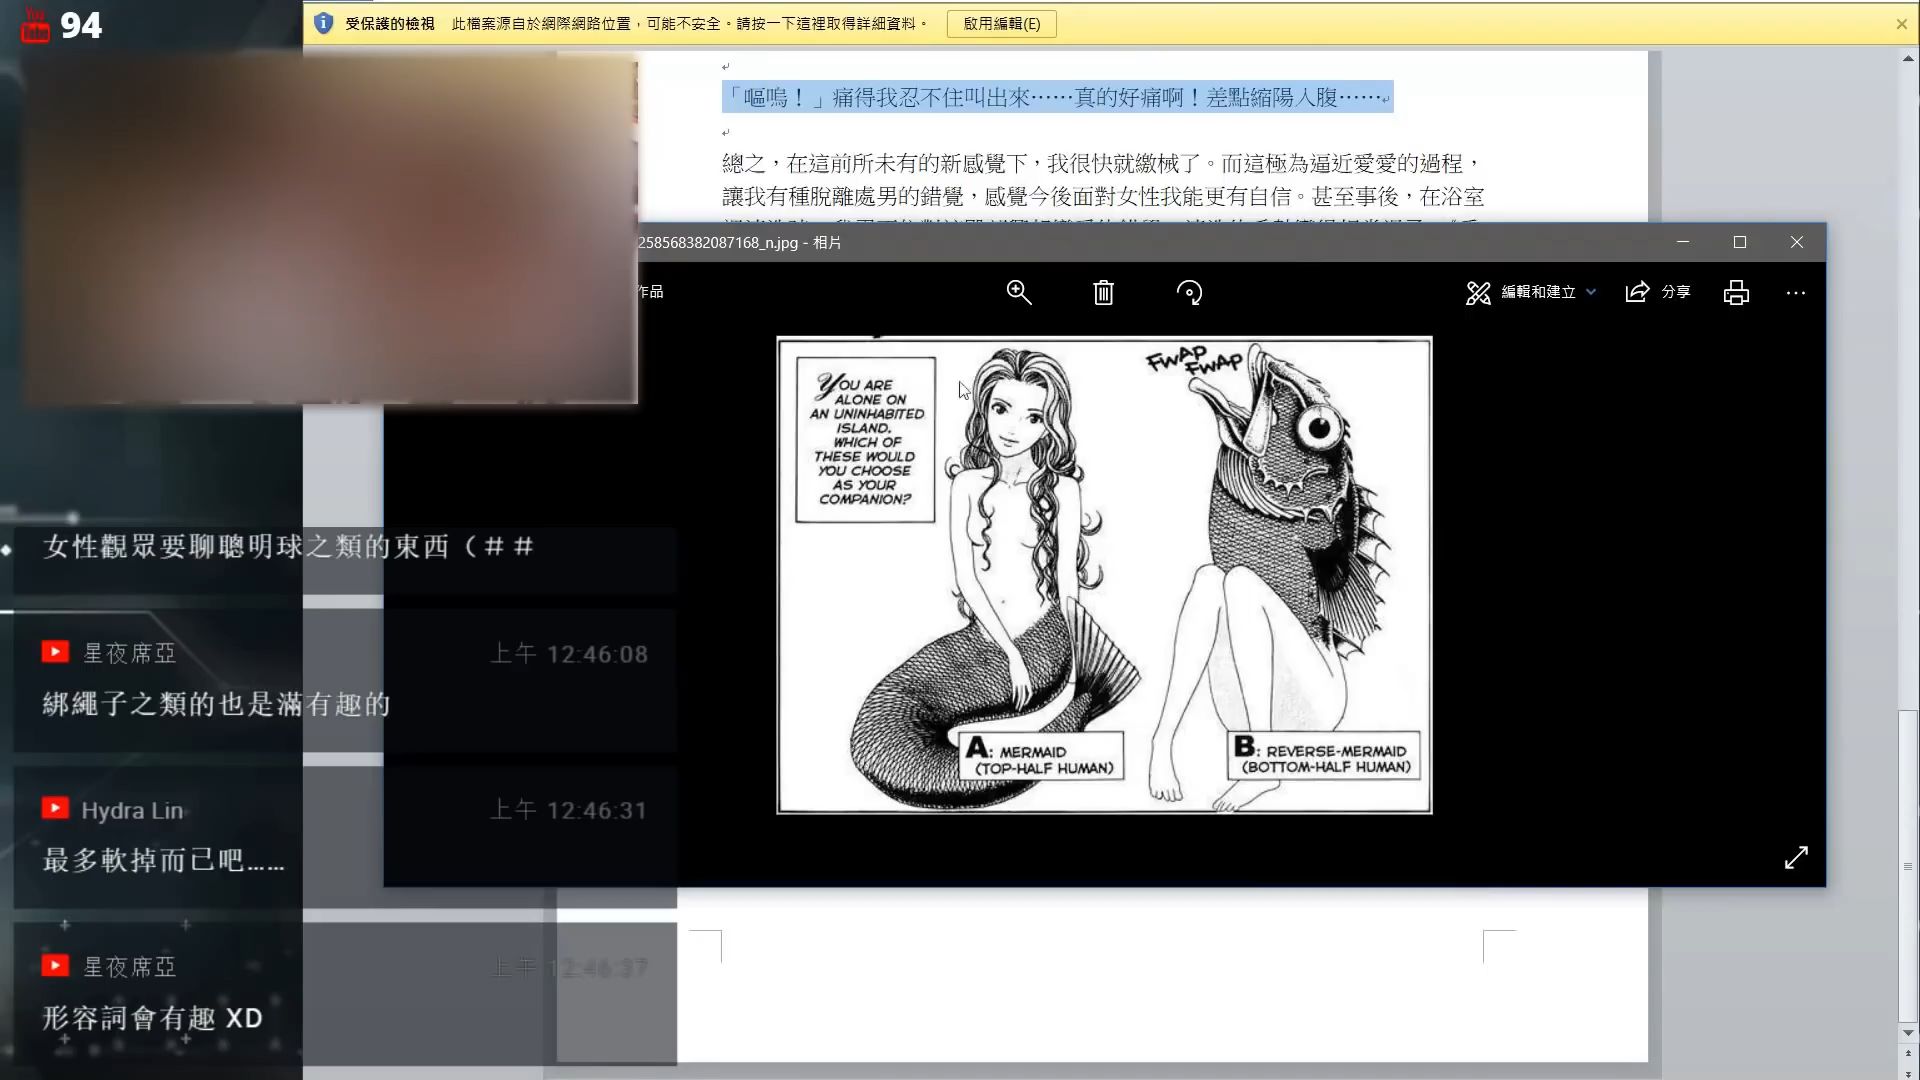 You Tube 94
受保護的檢視 此檔案源自於網際網路位置，可能不安全。請按一下這裡取得詳細資料。 啟用編輯(E)
「嘔嗚！」痛得我忍不住叫出來……真的好痛啊！差點縮陽入腹……
總之，在這前所未有的新感覺下，我很快就繳械了。而這極為逼近愛愛的過程，
讓我有種脫離處男的錯覺，感覺今後面對女性我能更有自信。甚至事後，在浴室
258568382087168_n.jpg - 相片
作品
編輯和建立
分享
YOU ARE
ALONE ON
AN UNINHABITED
ISLAND.
WHICH OF
THESE WOULD
YOU CHOOSE
AS YOUR
COMPANION?
FWAP
FWAP
A: MERMAID
(TOP-HALF HUMAN)
B: REVERSE-MERMAID
(BOTTOM-HALF HUMAN)
女性觀眾要聊聰明球之類的東西（＃＃
星夜席亞 上午 12:46:08
綁繩子之類的也是滿有趣的
Hydra Lin 上午 12:46:31
最多軟掉而已吧……
星夜席亞 上午 12:46:37
形容詞會有趣 XD